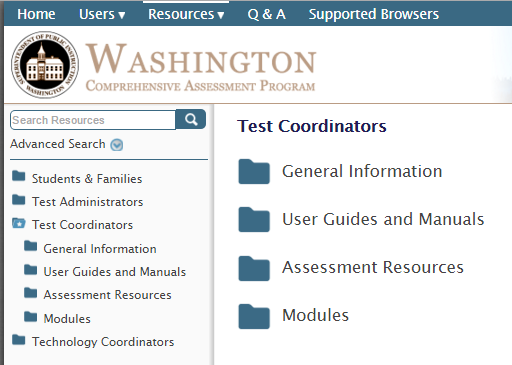 Home Users ▾ Resources ▾ Q & A Supported Browsers
SUPERINTENDENT OF PUBLIC INSTRUCTION
WASHINGTON
WASHINGTON
COMPREHENSIVE ASSESSMENT PROGRAM
Search Resources
Advanced Search
Students & Families
Test Administrators
Test Coordinators
General Information
User Guides and Manuals
Assessment Resources
Modules
Technology Coordinators
Test Coordinators
General Information
User Guides and Manuals
Assessment Resources
Modules